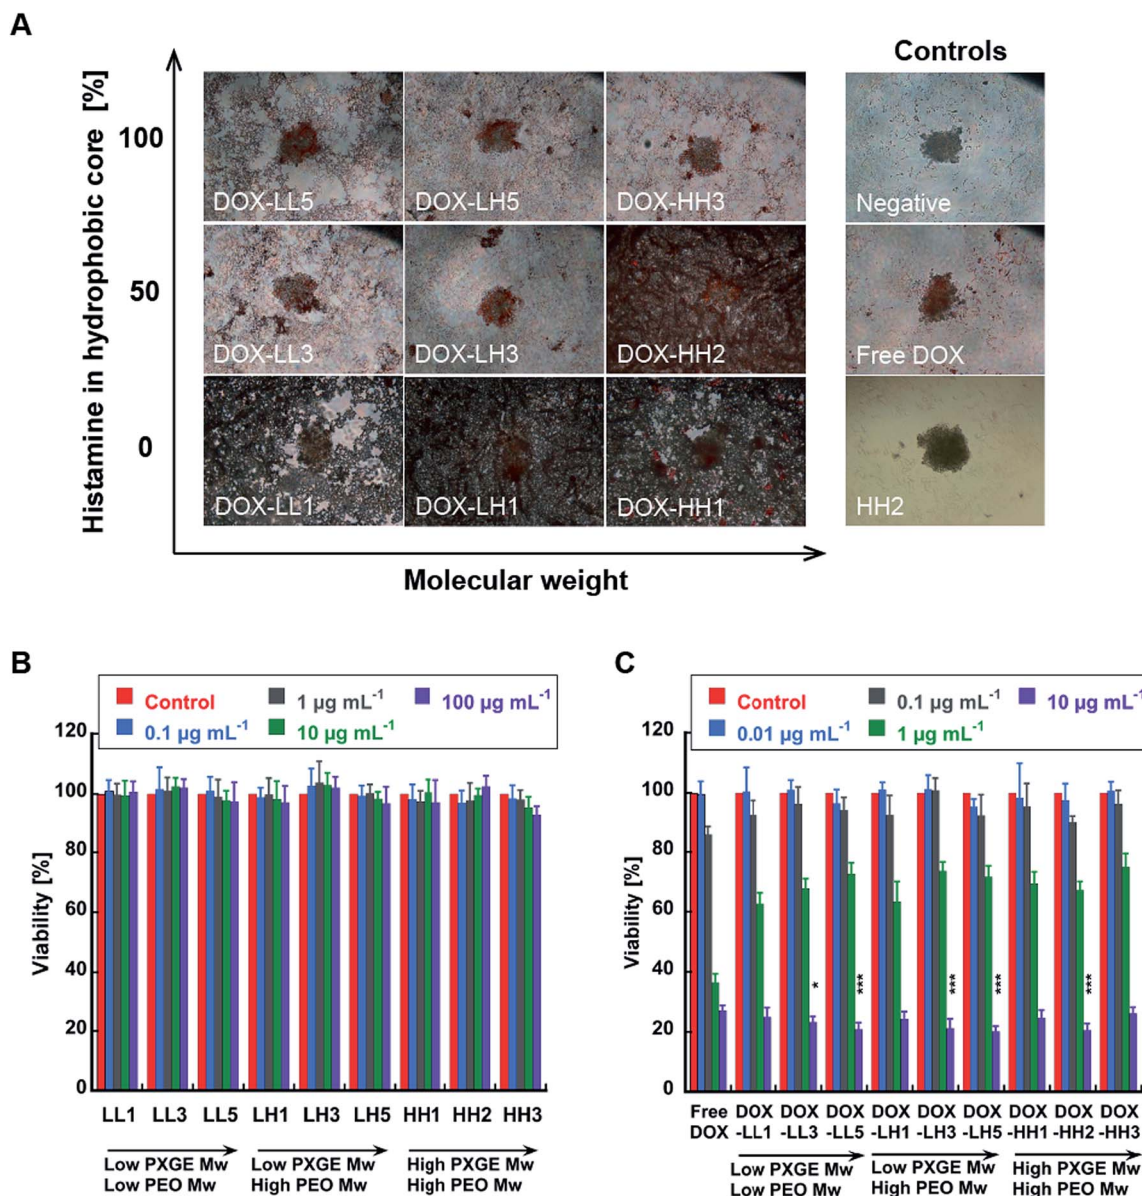 A
Controls
Histamine in hydrophobic core [%]
100
50
0
DOX-LL5
DOX-LH5
DOX-HH3
Negative
DOX-LL3
DOX-LH3
DOX-HH2
Free DOX
DOX-LL1
DOX-LH1
DOX-HH1
HH2
Molecular weight
B
Control
1 µg mL⁻¹
100 µg mL⁻¹
0.1 µg mL⁻¹
10 µg mL⁻¹
Viability [%]
120
100
80
60
40
20
0
LL1 LL3 LL5 LH1 LH3 LH5 HH1 HH2 HH3
Low PXGE Mw Low PXGE Mw High PXGE Mw
Low PEO Mw High PEO Mw High PEO Mw
C
Control
0.1 µg mL⁻¹
10 µg mL⁻¹
0.01 µg mL⁻¹
1 µg mL⁻¹
Viability [%]
120
100
80
60
40
20
0
* *** *** *** ***
Free DOX DOX DOX DOX DOX DOX DOX DOX DOX
DOX -LL1 -LL3 -LL5 -LH1 -LH3 -LH5 -HH1 -HH2 -HH3
Low PXGE Mw Low PXGE Mw High PXGE Mw
Low PEO Mw High PEO Mw High PEO Mw